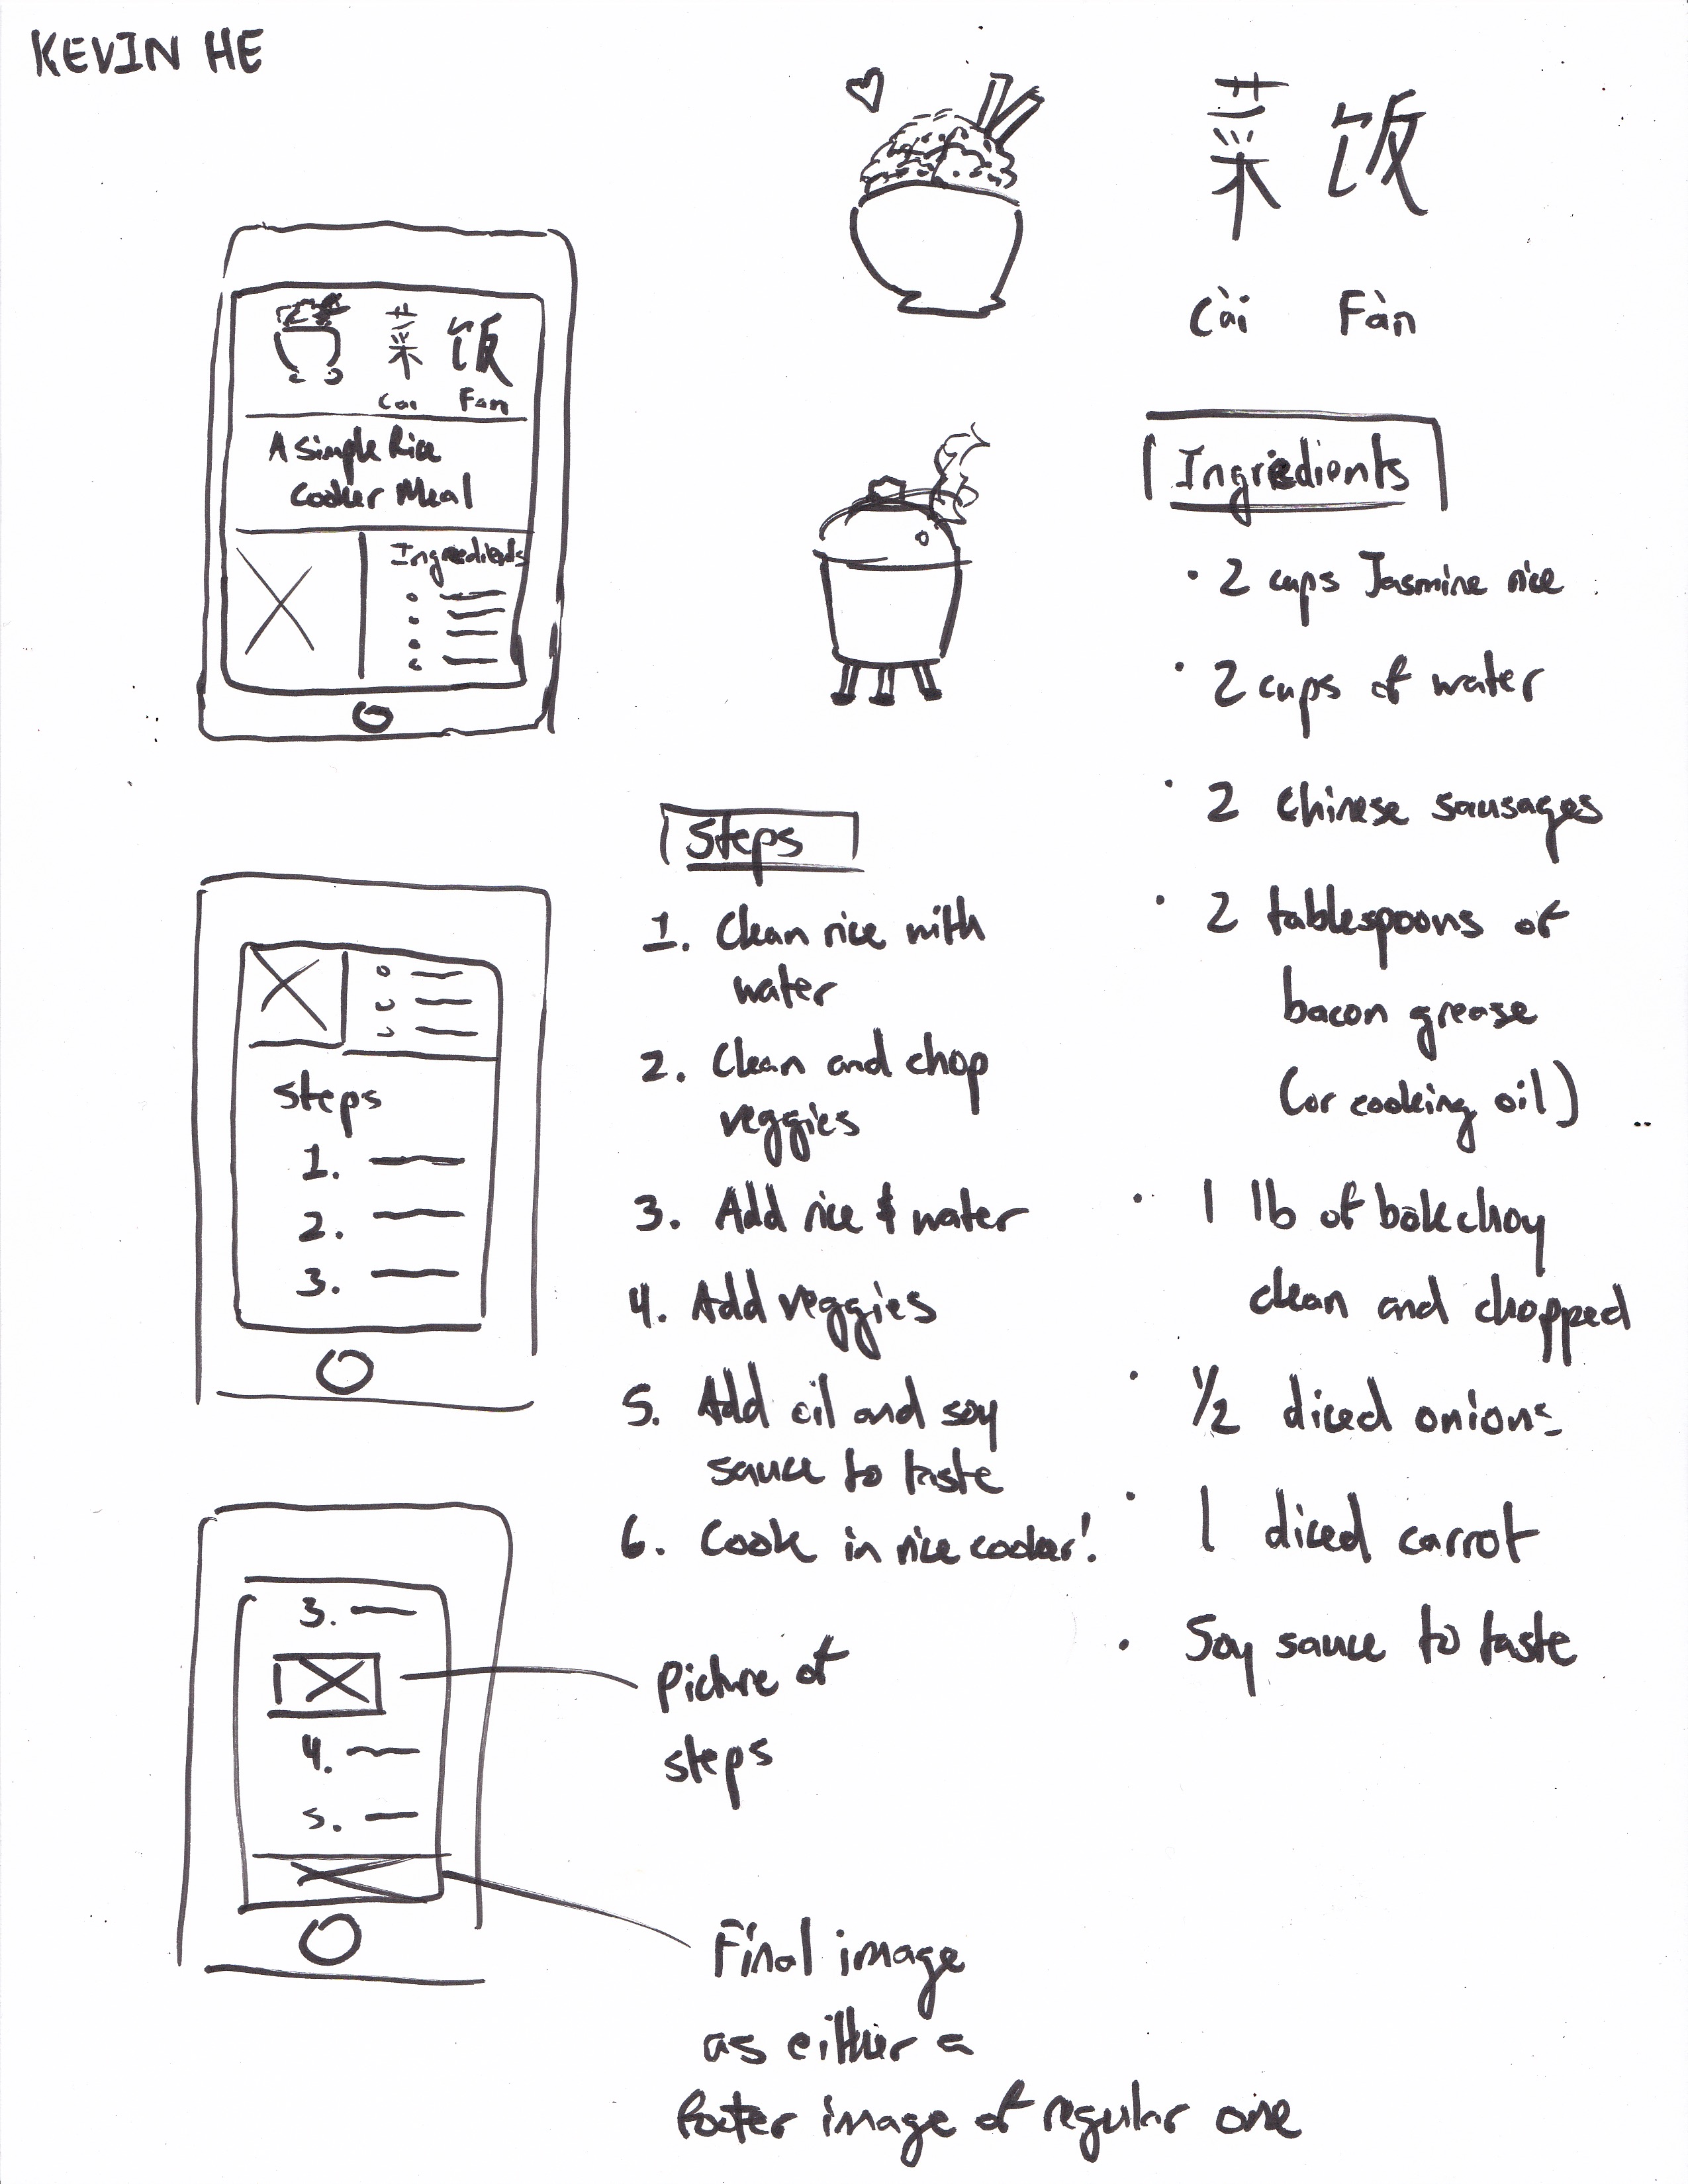 KEVIN HE
菜 饭
Cài Fàn
菜 饭
Cai Fan
A Simple Rice
Cooker Meal
Ingredients
Ingredients
• 2 cups Jasmine rice
• 2 cups of water
• 2 Chinese sausages
• 2 tablespoons of
bacon grease
(or cooking oil)
• 1 lb of bok choy
clean and chopped
• 1/2 diced onions
• 1 diced carrot
• Soy sauce to taste
Steps
1. Clean rice with
water
2. Clean and chop
veggies
3. Add rice & water
4. Add veggies
5. Add oil and soy
sauce to taste
6. Cook in rice cooker!
Steps
1.
2.
3.
3.
4.
5.
Picture of
steps
Final image
as either a
footer image of regular one